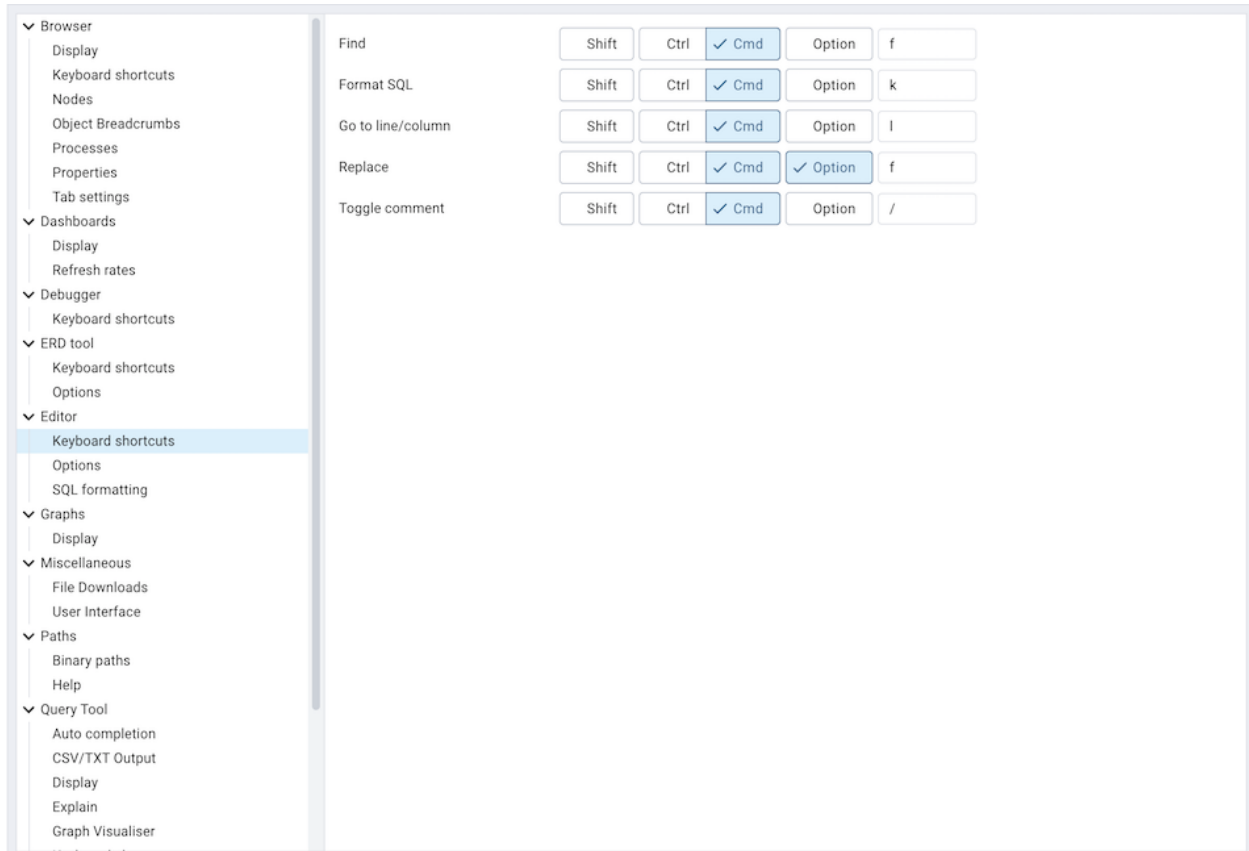 Browser
Display
Keyboard shortcuts
Nodes
Object Breadcrumbs
Processes
Properties
Tab settings
Dashboards
Display
Refresh rates
Debugger
Keyboard shortcuts
ERD tool
Keyboard shortcuts
Options
Editor
Keyboard shortcuts
Options
SQL formatting
Graphs
Display
Miscellaneous
File Downloads
User Interface
Paths
Binary paths
Help
Query Tool
Auto completion
CSV/TXT Output
Display
Explain
Graph Visualiser
Find Shift Ctrl Cmd Option f
Format SQL Shift Ctrl Cmd Option k
Go to line/column Shift Ctrl Cmd Option l
Replace Shift Ctrl Cmd Option f
Toggle comment Shift Ctrl Cmd Option /